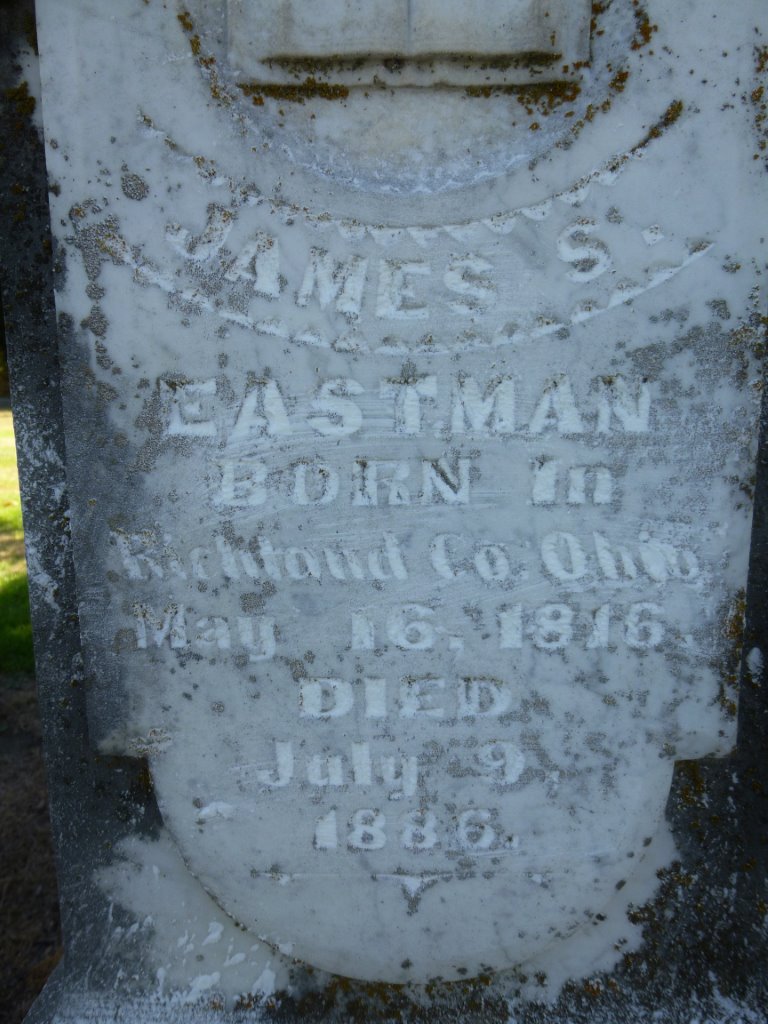 JAMES S.
EASTMAN
BORN In
Richland Co. Ohio
May 16, 1816.
DIED
July 9,
1886.